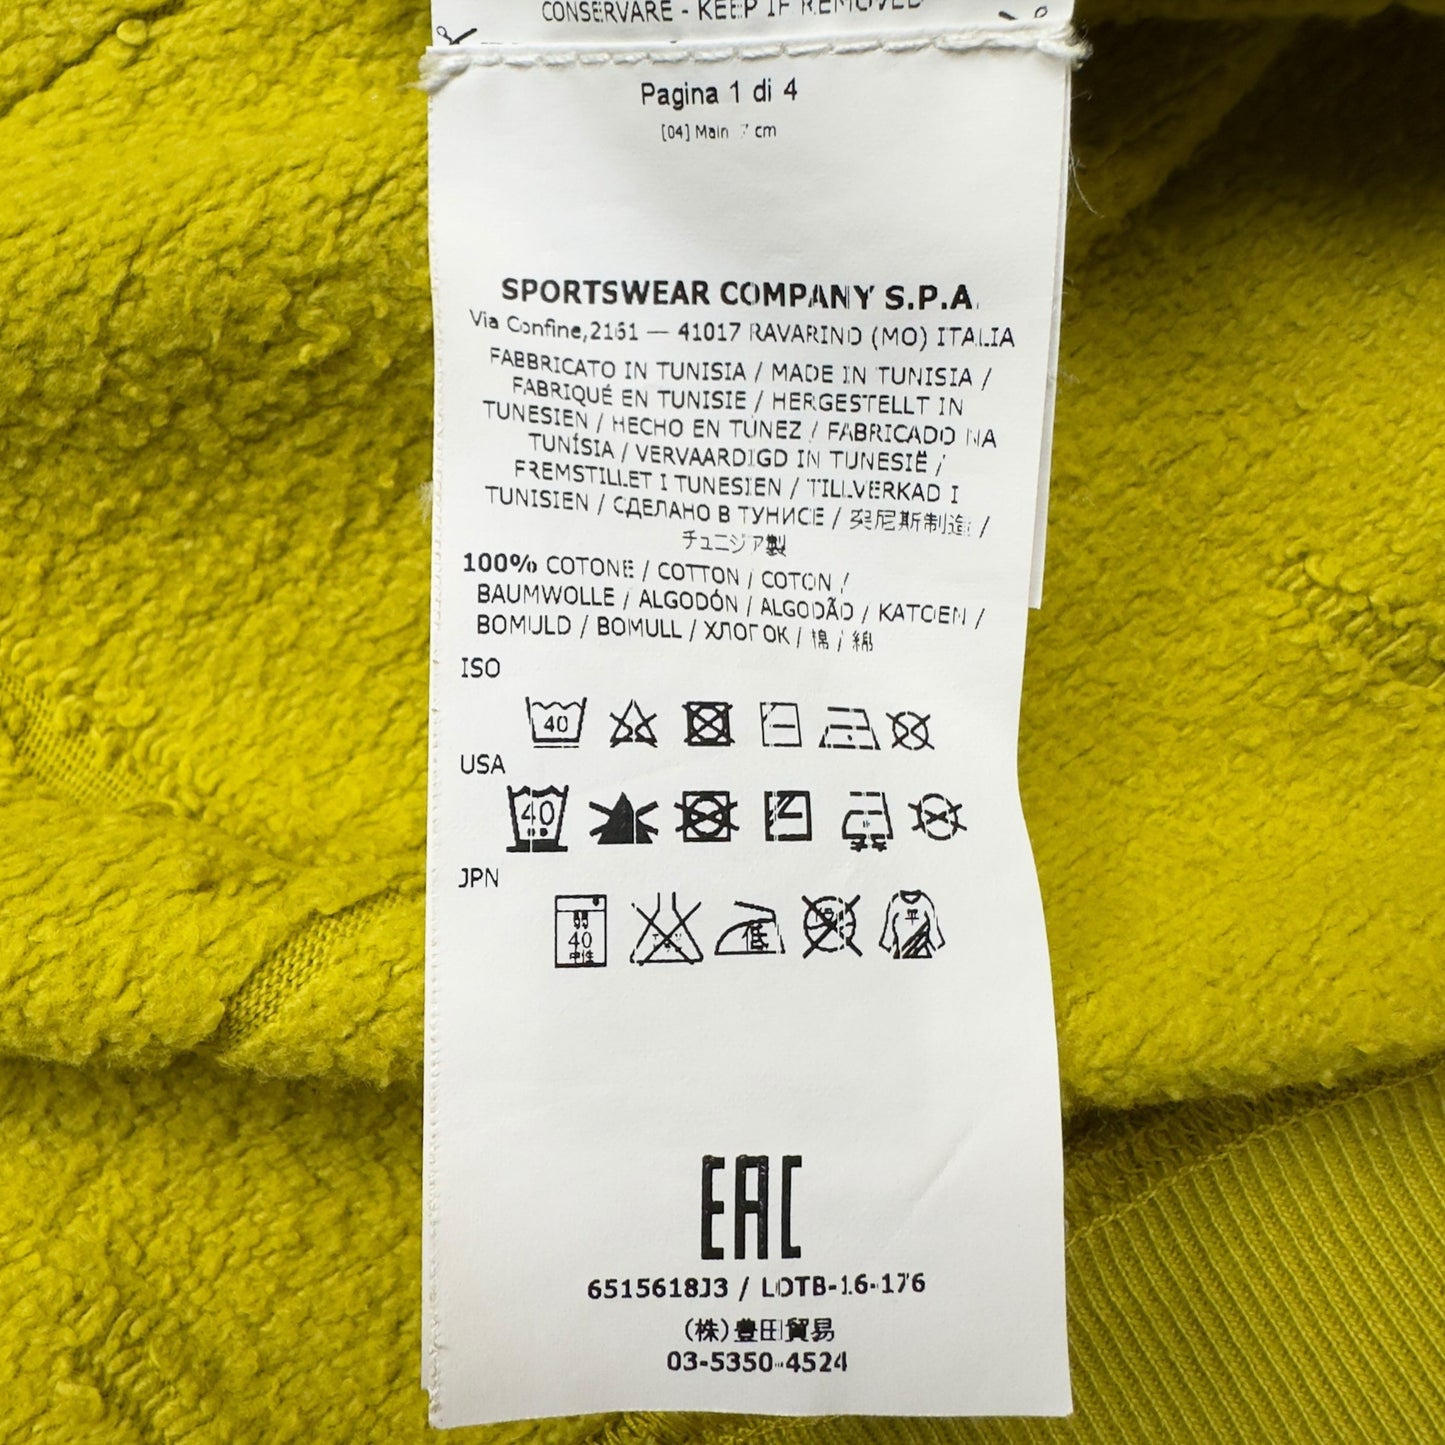 CONSERVARE - KEEP IF REMOVED
Pagina 1 di 4
[04] Main 7 cm
SPORTSWEAR COMPANY S.P.A.
Via Confine,2161 — 41017 RAVARINO (MO) ITALIA
FABBRICATO IN TUNISIA / MADE IN TUNISIA /
FABRIQUÉ EN TUNISIE / HERGESTELLT IN
TUNESIEN / HECHO EN TÚNEZ / FABRICADO NA
TUNÍSIA / VERVAARDIGD IN TUNESIË /
FREMSTILLET I TUNESIEN / TILLVERKAD I
TUNISIEN / СДЕЛАНО В ТУНИСЕ / 突尼斯制造 /
チュニジア製
100% COTONE / COTTON / COTON /
BAUMWOLLE / ALGODÓN / ALGODÃO / KATOEN /
BOMULD / BOMULL / ХЛОПОК / 棉 / 綿
ISO
40
USA
40
JPN
40 中性 低 平
EAC
6515618J3 / LOTB-16-176
(株)豊田貿易
03-5350-4524